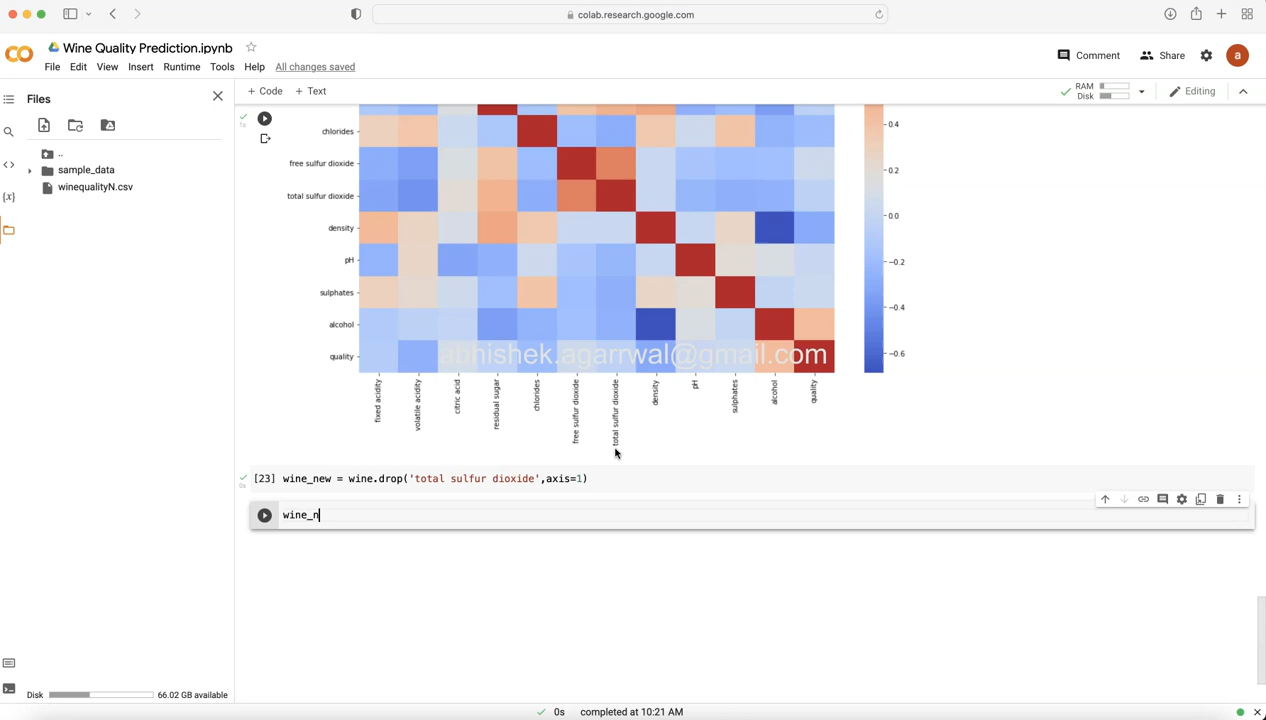 colab.research.google.com
Wine Quality Prediction.ipynb
Comment
Share
a
File Edit View Insert Runtime Tools Help All changes saved
Files
+ Code + Text
RAM
Disk
Editing
..
sample_data
winequalityN.csv
{x}
1s
chlorides
free sulfur dioxide
total sulfur dioxide
density
pH
sulphates
alcohol
quality
0.4
0.2
0.0
−0.2
−0.4
−0.6
abhishek.agarrwal@gmail.com
fixed acidity
volatile acidity
citric acid
residual sugar
chlorides
free sulfur dioxide
total sulfur dioxide
density
pH
sulphates
alcohol
quality
0s
[23] wine_new = wine.drop('total sulfur dioxide',axis=1)
wine_n
Disk 66.02 GB available
0s completed at 10:21 AM